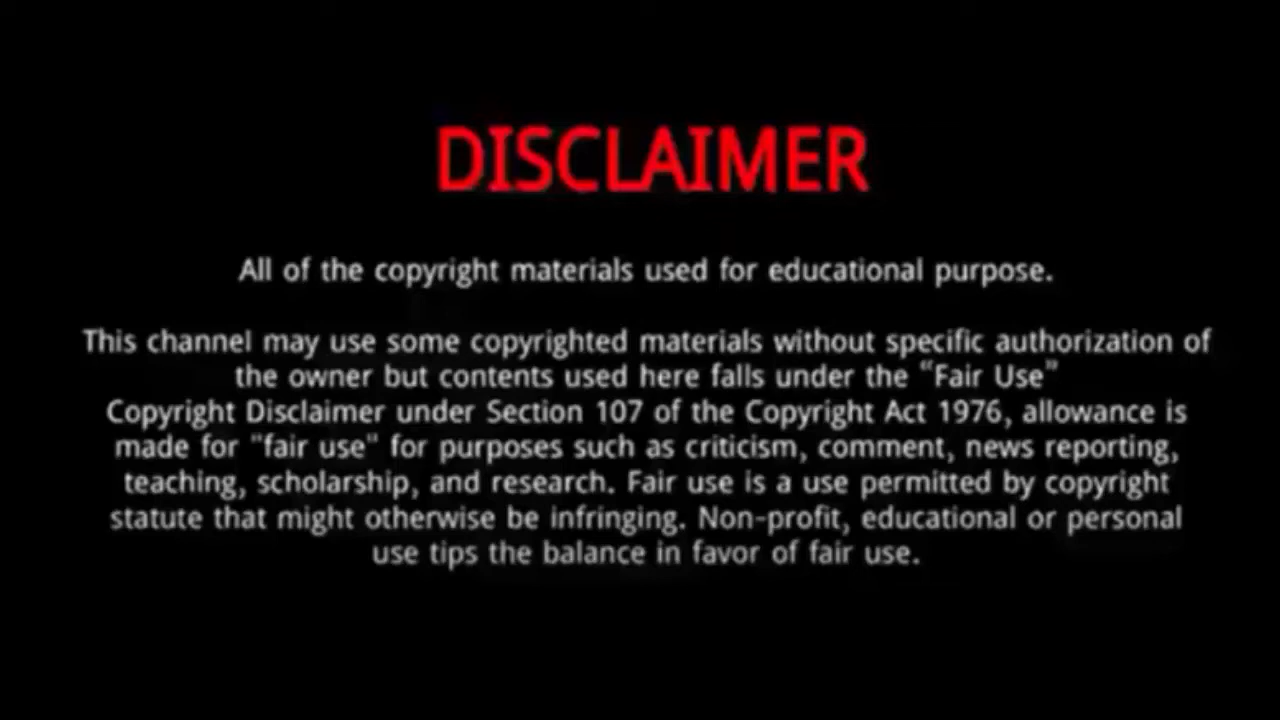 DISCLAIMER
All of the copyright materials used for educational purpose.
This channel may use some copyrighted materials without specific authorization of
the owner but contents used here falls under the “Fair Use”
Copyright Disclaimer under Section 107 of the Copyright Act 1976, allowance is
made for "fair use" for purposes such as criticism, comment, news reporting,
teaching, scholarship, and research. Fair use is a use permitted by copyright
statute that might otherwise be infringing. Non-profit, educational or personal
use tips the balance in favor of fair use.